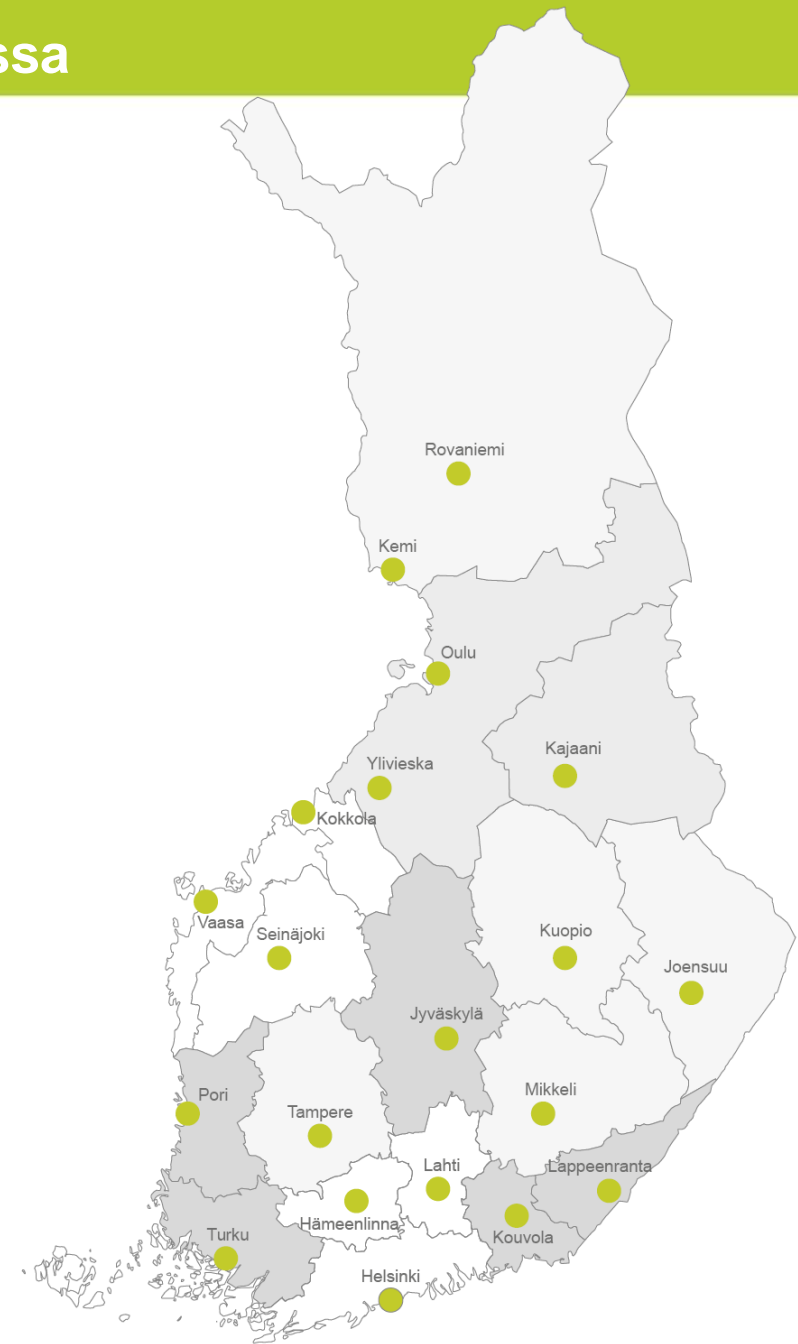 ssa
Rovaniemi
Kemi
Oulu
Kajaani
Ylivieska
Kokkola
Vaasa
Seinäjoki
Kuopio
Joensuu
Jyväskylä
Mikkeli
Pori
Tampere
Lahti
Lappeenranta
Hämeenlinna
Kouvola
Turku
Helsinki